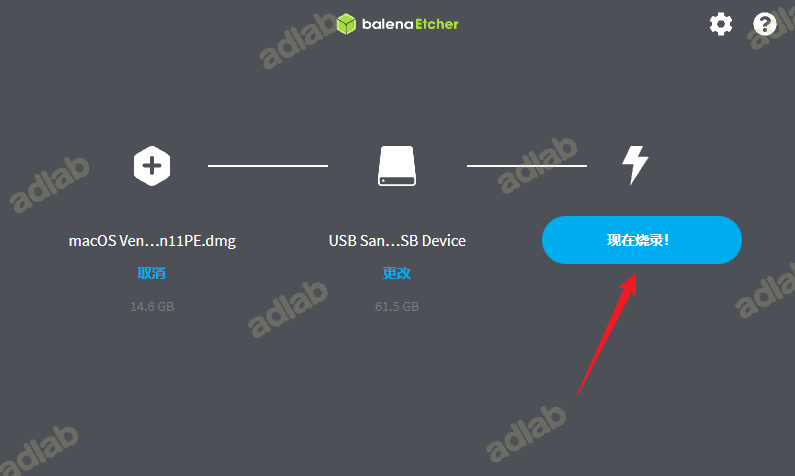 balenaEtcher
macOS Ven...n11PE.dmg
USB San...SB Device
现在烧录!
取消
更改
14.6 GB
61.5 GB
adlab
adlab
adlab
adlab
adlab
adlab
adlab
adlab